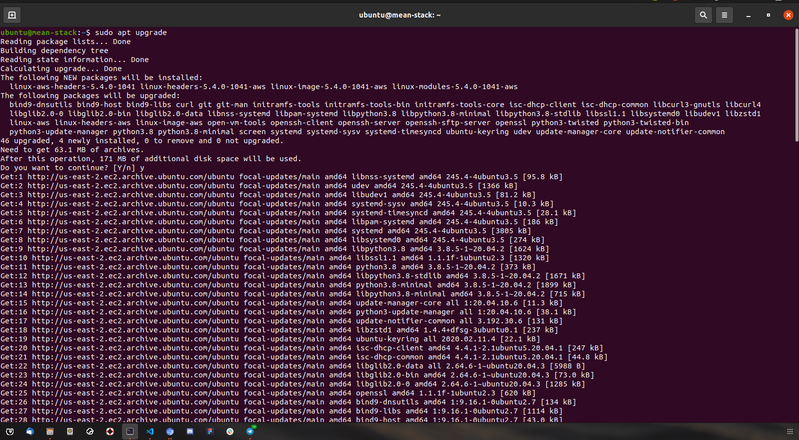 ubuntu@mean-stack: ~
ubuntu@mean-stack:~$ sudo apt upgrade
Reading package lists... Done
Building dependency tree
Reading state information... Done
Calculating upgrade... Done
The following NEW packages will be installed:
linux-aws-headers-5.4.0-1041 linux-headers-5.4.0-1041-aws linux-image-5.4.0-1041-aws linux-modules-5.4.0-1041-aws
The following packages will be upgraded:
bind9-dnsutils bind9-host bind9-libs curl git git-man initramfs-tools initramfs-tools-bin initramfs-tools-core isc-dhcp-client isc-dhcp-common libcurl3-gnutls libcurl4
libglib2.0-0 libglib2.0-bin libglib2.0-data libnss-systemd libpam-systemd libpython3.8 libpython3.8-minimal libpython3.8-stdlib libssl1.1 libsystemd0 libudev1 libzstd1
linux-aws linux-headers-aws linux-image-aws open-vm-tools openssh-client openssh-server openssh-sftp-server openssl python3-twisted python3-twisted-bin
python3-update-manager python3.8 python3.8-minimal screen systemd systemd-sysv systemd-timesyncd ubuntu-keyring udev update-manager-core update-notifier-common
46 upgraded, 4 newly installed, 0 to remove and 0 not upgraded.
Need to get 63.1 MB of archives.
After this operation, 171 MB of additional disk space will be used.
Do you want to continue? [Y/n] y
Get:1 http://us-east-2.ec2.archive.ubuntu.com/ubuntu focal-updates/main amd64 libnss-systemd amd64 245.4-4ubuntu3.5 [95.8 kB]
Get:2 http://us-east-2.ec2.archive.ubuntu.com/ubuntu focal-updates/main amd64 udev amd64 245.4-4ubuntu3.5 [1366 kB]
Get:3 http://us-east-2.ec2.archive.ubuntu.com/ubuntu focal-updates/main amd64 libudev1 amd64 245.4-4ubuntu3.5 [81.2 kB]
Get:4 http://us-east-2.ec2.archive.ubuntu.com/ubuntu focal-updates/main amd64 systemd-sysv amd64 245.4-4ubuntu3.5 [10.3 kB]
Get:5 http://us-east-2.ec2.archive.ubuntu.com/ubuntu focal-updates/main amd64 systemd-timesyncd amd64 245.4-4ubuntu3.5 [28.1 kB]
Get:6 http://us-east-2.ec2.archive.ubuntu.com/ubuntu focal-updates/main amd64 libpam-systemd amd64 245.4-4ubuntu3.5 [186 kB]
Get:7 http://us-east-2.ec2.archive.ubuntu.com/ubuntu focal-updates/main amd64 systemd amd64 245.4-4ubuntu3.5 [3805 kB]
Get:8 http://us-east-2.ec2.archive.ubuntu.com/ubuntu focal-updates/main amd64 libsystemd0 amd64 245.4-4ubuntu3.5 [274 kB]
Get:9 http://us-east-2.ec2.archive.ubuntu.com/ubuntu focal-updates/main amd64 libpython3.8 amd64 3.8.5-1~20.04.2 [1624 kB]
Get:10 http://us-east-2.ec2.archive.ubuntu.com/ubuntu focal-updates/main amd64 libssl1.1 amd64 1.1.1f-1ubuntu2.3 [1320 kB]
Get:11 http://us-east-2.ec2.archive.ubuntu.com/ubuntu focal-updates/main amd64 python3.8 amd64 3.8.5-1~20.04.2 [373 kB]
Get:12 http://us-east-2.ec2.archive.ubuntu.com/ubuntu focal-updates/main amd64 libpython3.8-stdlib amd64 3.8.5-1~20.04.2 [1671 kB]
Get:13 http://us-east-2.ec2.archive.ubuntu.com/ubuntu focal-updates/main amd64 python3.8-minimal amd64 3.8.5-1~20.04.2 [1899 kB]
Get:14 http://us-east-2.ec2.archive.ubuntu.com/ubuntu focal-updates/main amd64 libpython3.8-minimal amd64 3.8.5-1~20.04.2 [715 kB]
Get:15 http://us-east-2.ec2.archive.ubuntu.com/ubuntu focal-updates/main amd64 update-manager-core all 1:20.04.10.6 [11.3 kB]
Get:16 http://us-east-2.ec2.archive.ubuntu.com/ubuntu focal-updates/main amd64 python3-update-manager all 1:20.04.10.6 [38.1 kB]
Get:17 http://us-east-2.ec2.archive.ubuntu.com/ubuntu focal-updates/main amd64 update-notifier-common all 3.192.30.6 [131 kB]
Get:18 http://us-east-2.ec2.archive.ubuntu.com/ubuntu focal-updates/main amd64 libzstd1 amd64 1.4.4+dfsg-3ubuntu0.1 [237 kB]
Get:19 http://us-east-2.ec2.archive.ubuntu.com/ubuntu focal-updates/main amd64 ubuntu-keyring all 2020.02.11.4 [22.1 kB]
Get:20 http://us-east-2.ec2.archive.ubuntu.com/ubuntu focal-updates/main amd64 isc-dhcp-client amd64 4.4.1-2.1ubuntu5.20.04.1 [247 kB]
Get:21 http://us-east-2.ec2.archive.ubuntu.com/ubuntu focal-updates/main amd64 isc-dhcp-common amd64 4.4.1-2.1ubuntu5.20.04.1 [44.8 kB]
Get:22 http://us-east-2.ec2.archive.ubuntu.com/ubuntu focal-updates/main amd64 libglib2.0-data all 2.64.6-1~ubuntu20.04.3 [5988 B]
Get:23 http://us-east-2.ec2.archive.ubuntu.com/ubuntu focal-updates/main amd64 libglib2.0-bin amd64 2.64.6-1~ubuntu20.04.3 [73.0 kB]
Get:24 http://us-east-2.ec2.archive.ubuntu.com/ubuntu focal-updates/main amd64 libglib2.0-0 amd64 2.64.6-1~ubuntu20.04.3 [1285 kB]
Get:25 http://us-east-2.ec2.archive.ubuntu.com/ubuntu focal-updates/main amd64 openssl amd64 1.1.1f-1ubuntu2.3 [620 kB]
Get:26 http://us-east-2.ec2.archive.ubuntu.com/ubuntu focal-updates/main amd64 bind9-dnsutils amd64 1:9.16.1-0ubuntu2.7 [134 kB]
Get:27 http://us-east-2.ec2.archive.ubuntu.com/ubuntu focal-updates/main amd64 bind9-libs amd64 1:9.16.1-0ubuntu2.7 [1114 kB]
Get:28 http://us-east-2.ec2.archive.ubuntu.com/ubuntu focal-updates/main amd64 bind9-host amd64 1:9.16.1-0ubuntu2.7 [43.0 kB]